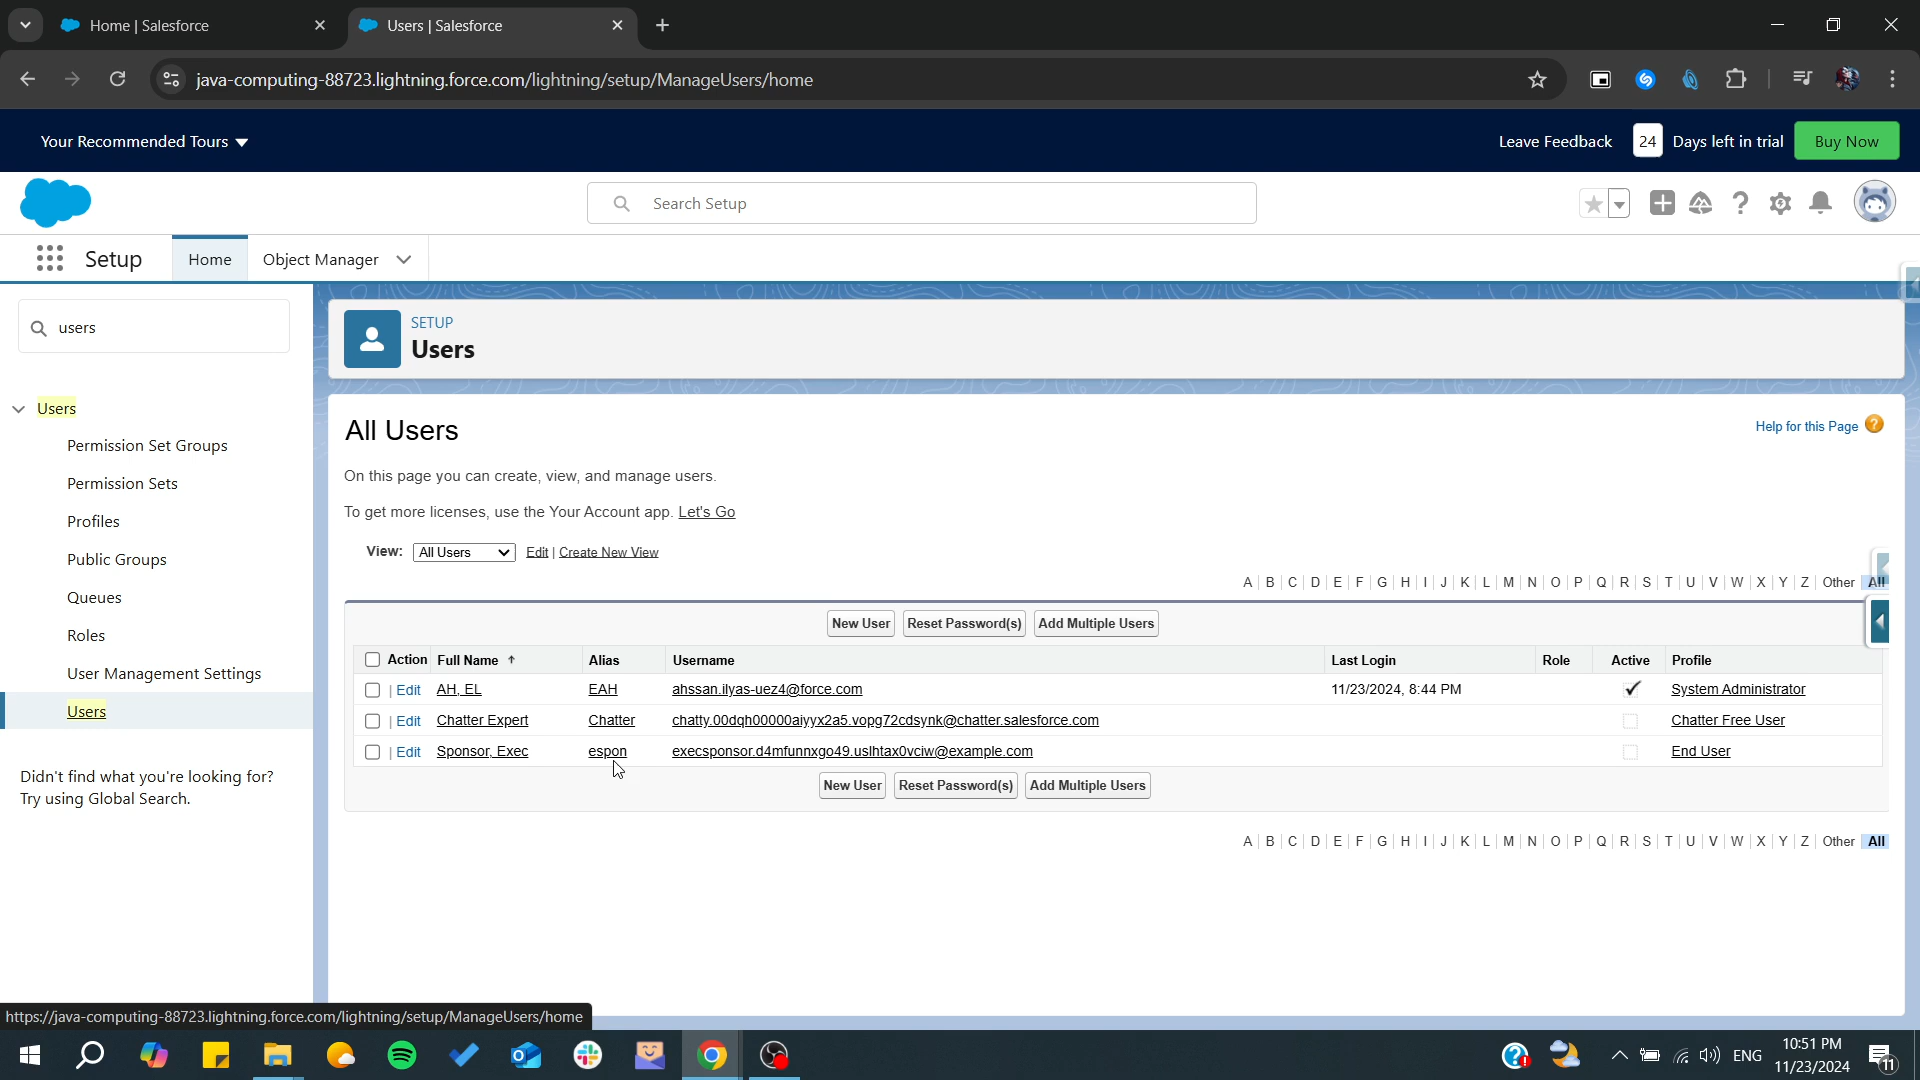 Home | Salesforce
Users | Salesforce
java-computing-88723.lightning.force.com/lightning/setup/ManageUsers/home
Your Recommended Tours
Leave Feedback
24 Days left in trial
Buy Now
Search Setup
Setup
Home
Object Manager
users
Users
Permission Set Groups
Permission Sets
Profiles
Public Groups
Queues
Roles
User Management Settings
Users
Didn't find what you're looking for?
Try using Global Search.
SETUP
Users
All Users
Help for this Page
On this page you can create, view, and manage users.
To get more licenses, use the Your Account app. Let's Go
View: All Users Edit | Create New View
A | B | C | D | E | F | G | H | I | J | K | L | M | N | O | P | Q | R | S | T | U | V | W | X | Y | Z | Other All
New User Reset Password(s) Add Multiple Users
Action Full Name Alias Username Last Login Role Active Profile
| Edit AH, EL EAH ahssan.ilyas-uez4@force.com 11/23/2024, 8:44 PM System Administrator
| Edit Chatter Expert Chatter chatty.00dqh00000aiyyx2a5.vopg72cdsynk@chatter.salesforce.com Chatter Free User
| Edit Sponsor, Exec espon execsponsor.d4mfunnxgo49.uslhtax0vciw@example.com End User
New User Reset Password(s) Add Multiple Users
A | B | C | D | E | F | G | H | I | J | K | L | M | N | O | P | Q | R | S | T | U | V | W | X | Y | Z | Other All
https://java-computing-88723.lightning.force.com/lightning/setup/ManageUsers/home
ENG
10:51 PM
11/23/2024
11